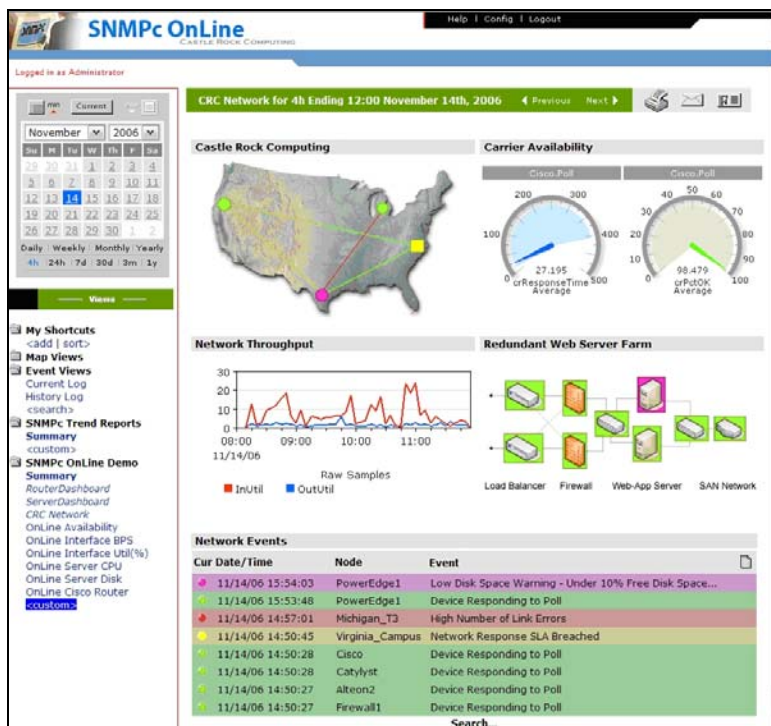 SNMPc OnLine
CASTLE ROCK COMPUTING
Help | Config | Logout
Logged in as Administrator
min Current
November 2006
Su M Tu W Th F Sa
29 30 31 1 2 3 4
5 6 7 8 9 10 11
12 13 14 15 16 17 18
19 20 21 22 23 24 25
26 27 28 29 30 1 2
Daily Weekly Monthly Yearly
4h 24h 7d 30d 3m 1y
Views
My Shortcuts
<add | sort>
Map Views
Event Views
Current Log
History Log
<search>
SNMPc Trend Reports
Summary
<custom>
SNMPc OnLine Demo
Summary
RouterDashboard
ServerDashboard
CRC Network
OnLine Availability
OnLine Interface BPS
OnLine Interface Util(%)
OnLine Server CPU
OnLine Server Disk
OnLine Cisco Router
<custom>
CRC Network for 4h Ending 12:00 November 14th, 2006
Previous Next
Castle Rock Computing
Carrier Availability
Cisco.Poll
100 200 300 400 500
27.195
crResponseTime
Average
Cisco.Poll
40 50 60 70 80 90 100
98.479
crPctOK
Average
Network Throughput
30
20
10
0
08:00 09:00 10:00 11:00
11/14/06
Raw Samples
InUtil OutUtil
Redundant Web Server Farm
Load Balancer Firewall Web-App Server SAN Network
Network Events
Cur Date/Time Node Event
11/14/06 15:54:03 PowerEdge1 Low Disk Space Warning - Under 10% Free Disk Space...
11/14/06 15:53:48 PowerEdge1 Device Responding to Poll
11/14/06 14:57:01 Michigan_T3 High Number of Link Errors
11/14/06 14:50:45 Virginia_Campus Network Response SLA Breached
11/14/06 14:50:28 Cisco Device Responding to Poll
11/14/06 14:50:28 Catylyst Device Responding to Poll
11/14/06 14:50:27 Alteon2 Device Responding to Poll
11/14/06 14:50:27 Firewall1 Device Responding to Poll
Search...